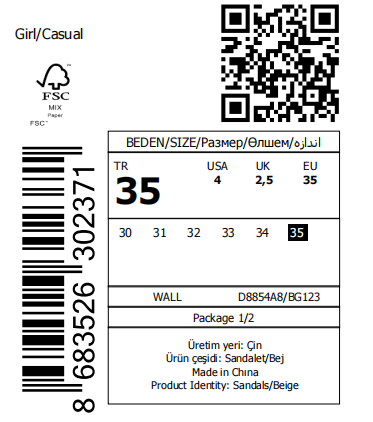 Girl/Casual
FSC
MIX
Paper
FSC™
BEDEN/SIZE/Размер/Өлшем/اندازه
TR USA UK EU
35 4 2,5 35
30 31 32 33 34 35
WALL D8854A8/BG123
Package 1/2
Üretim yeri: Çin
Ürün çeşidi: Sandalet/Bej
Made in Chına
Product Identity: Sandals/Beige
8 683526 302371